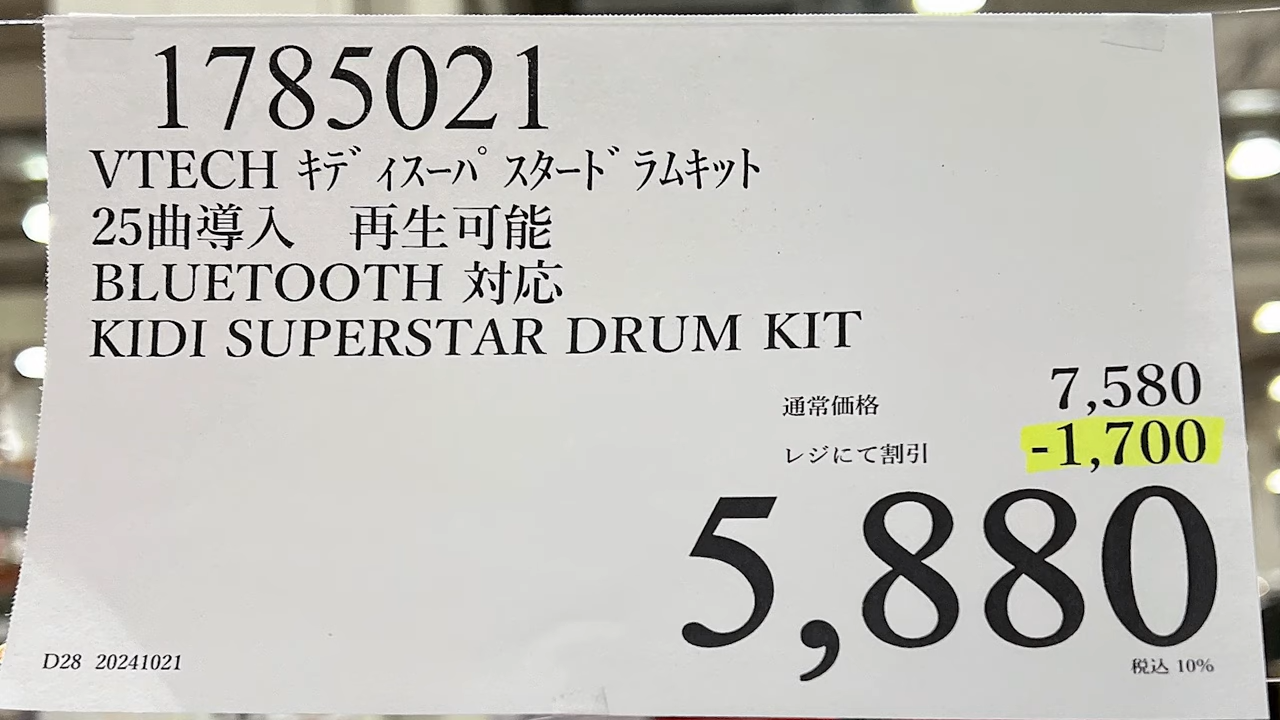 1785021
VTECH ｷﾃﾞｨｽｰﾊﾟｽﾀｰﾄﾞﾗﾑｷｯﾄ
25曲導入　再生可能
BLUETOOTH 対応
KIDI SUPERSTAR DRUM KIT
通常価格 7,580
レジにて割引 -1,700
5,880
税込 10%
D28 20241021